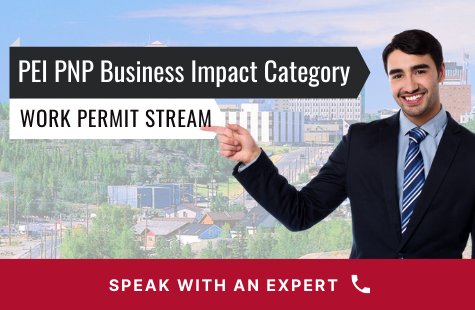 PEI PNP Business Impact Category
WORK PERMIT STREAM
SPEAK WITH AN EXPERT